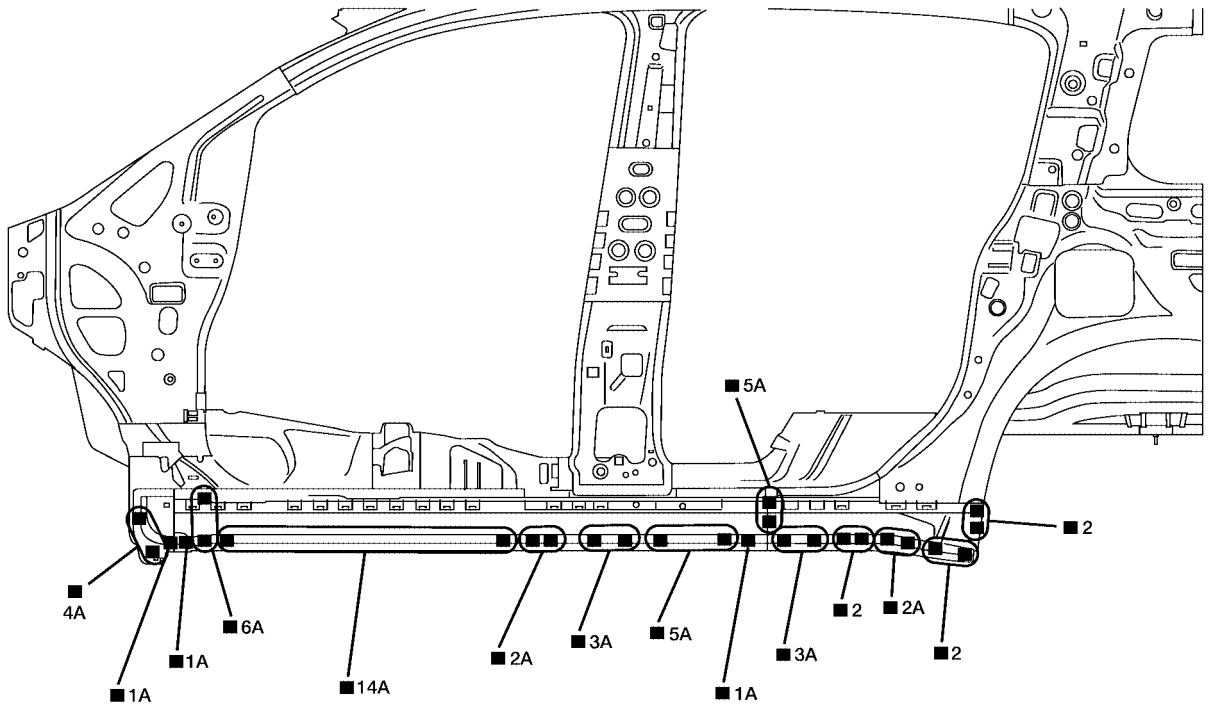 ■ 5A
■ 2
■
4A
■ 6A
■ 1A
■ 1A
■ 14A
■ 2A
■ 3A
■ 5A
■ 1A
■ 3A
■ 2
■ 2A
■ 2